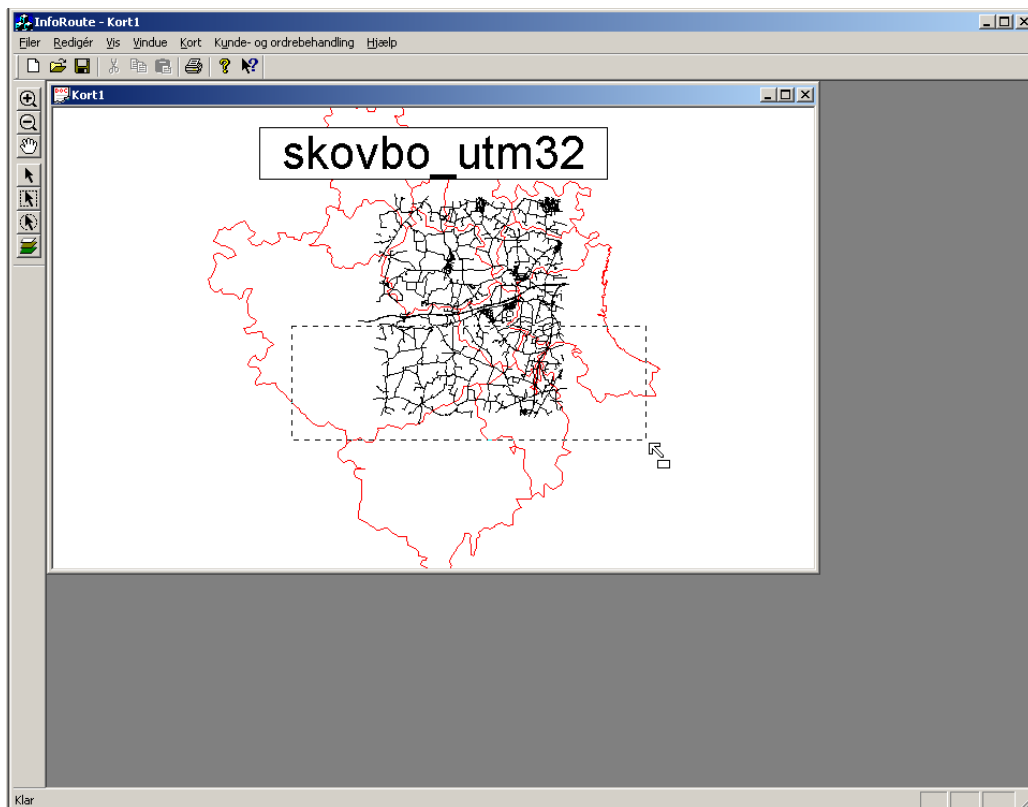 InfoRoute - Kort1
Filer Redigér Vis Vindue Kort Kunde- og ordrebehandling Hjælp
Kort1
skovbo_utm32
Klar